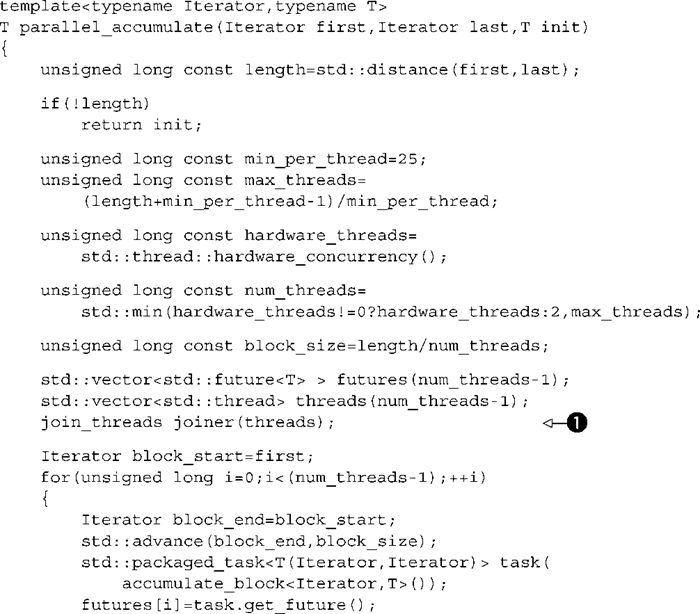 template<typename Iterator,typename T>
T parallel_accumulate(Iterator first,Iterator last,T init)
{
    unsigned long const length=std::distance(first,last);
    if(!length)
        return init;
    unsigned long const min_per_thread=25;
    unsigned long const max_threads=
        (length+min_per_thread-1)/min_per_thread;
    unsigned long const hardware_threads=
        std::thread::hardware_concurrency();
    unsigned long const num_threads=
        std::min(hardware_threads!=0?hardware_threads:2,max_threads);
    unsigned long const block_size=length/num_threads;
    std::vector<std::future<T> > futures(num_threads-1);
    std::vector<std::thread> threads(num_threads-1);
    join_threads joiner(threads); ❶
    Iterator block_start=first;
    for(unsigned long i=0;i<(num_threads-1);++i)
    {
        Iterator block_end=block_start;
        std::advance(block_end,block_size);
        std::packaged_task<T(Iterator,Iterator)> task(
            accumulate_block<Iterator,T>());
        futures[i]=task.get_future();